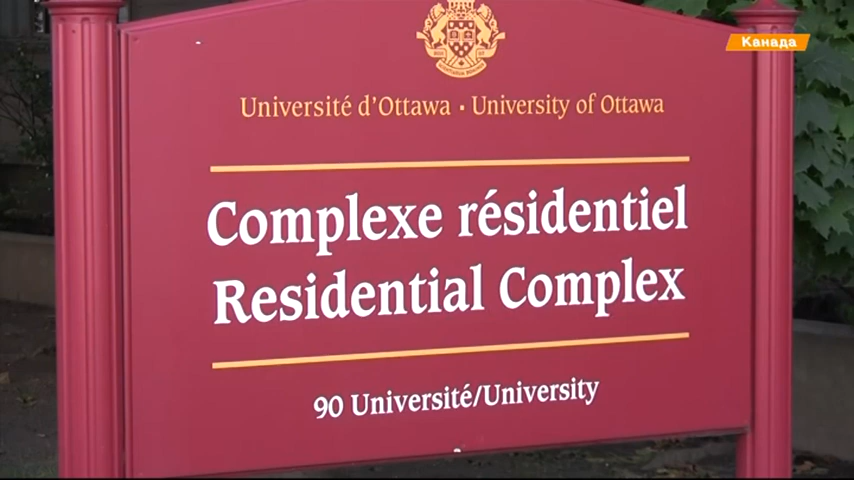 Канада
Université d'Ottawa · University of Ottawa
Complexe résidentiel
Residential Complex
90 Université/University